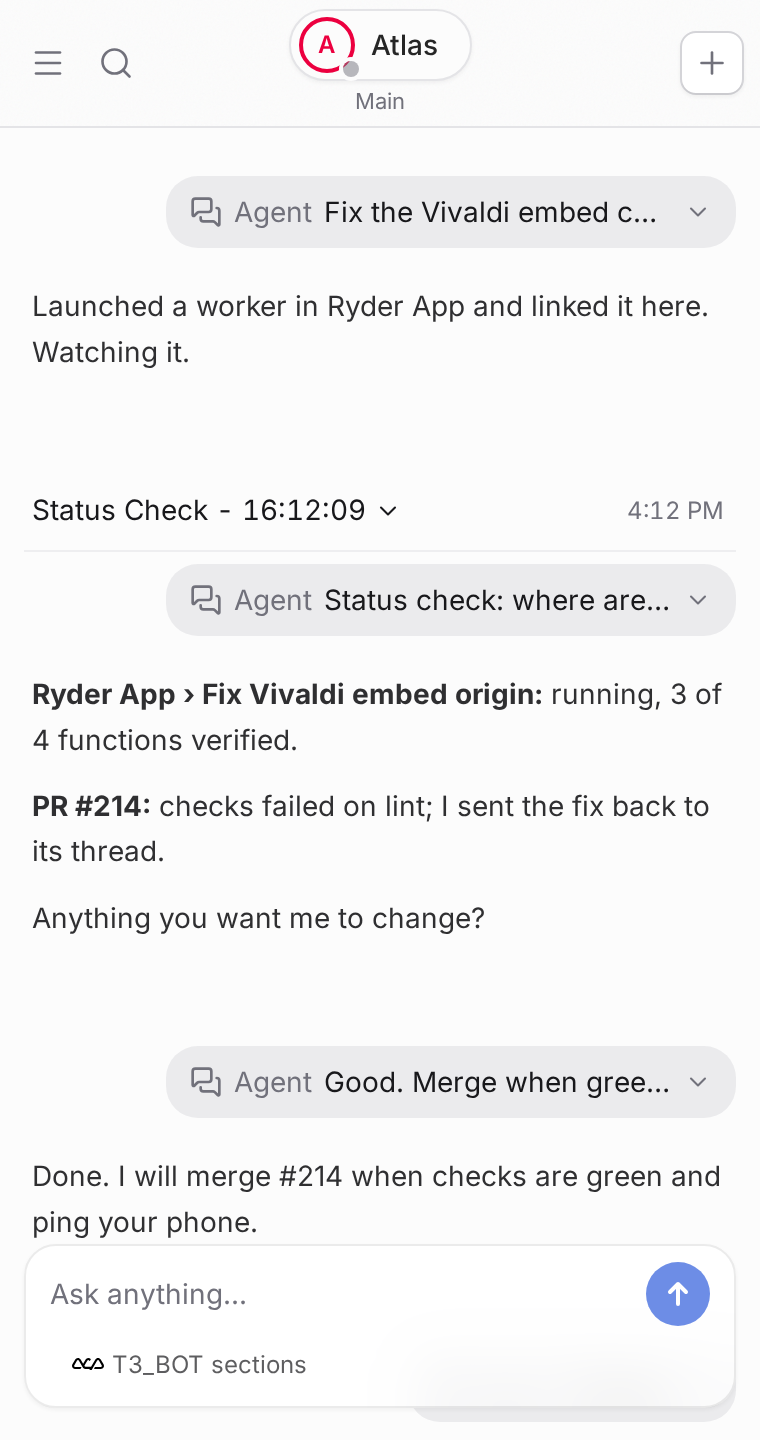 A
Atlas
Main
Agent Fix the Vivaldi embed c...
Launched a worker in Ryder App and linked it here.
Watching it.
Status Check - 16:12:09
4:12 PM
Agent Status check: where are...
Ryder App › Fix Vivaldi embed origin: running, 3 of
4 functions verified.
PR #214: checks failed on lint; I sent the fix back to
its thread.
Anything you want me to change?
Agent Good. Merge when gree...
Done. I will merge #214 when checks are green and
ping your phone.
Ask anything...
T3_BOT sections